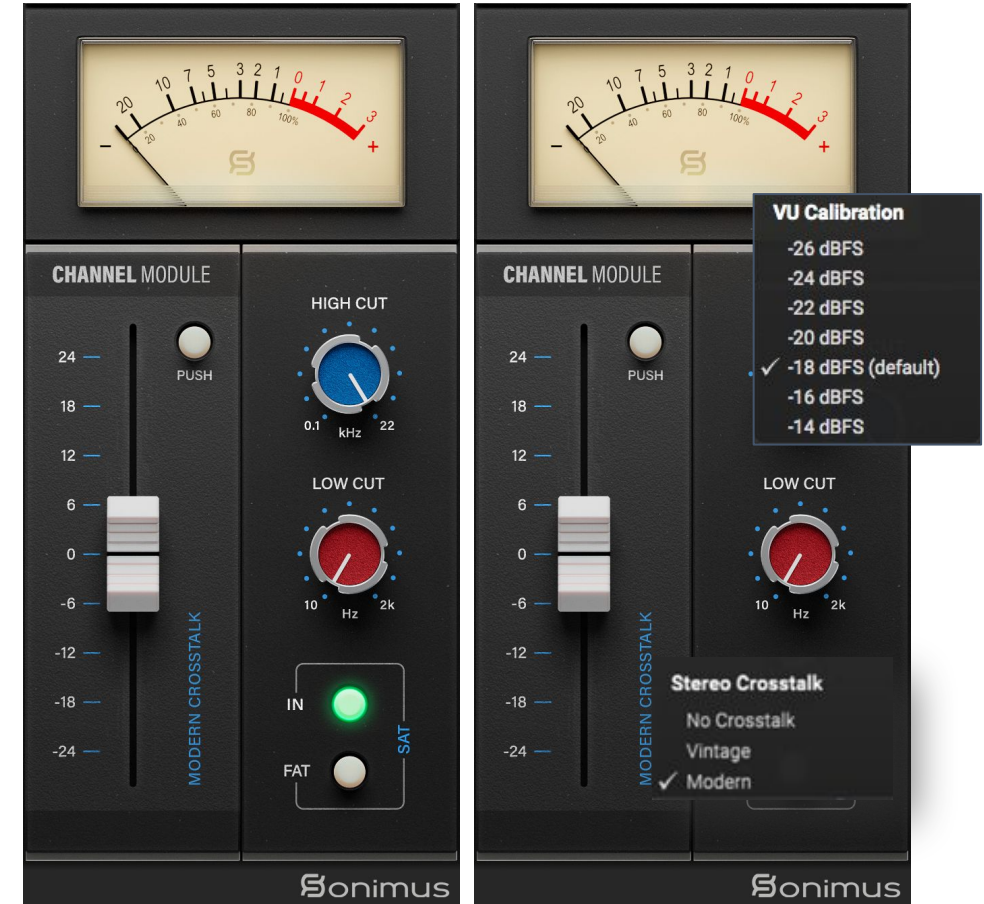 20 10 7 5 3 2 1 0 1 2 3
- 0 20 40 60 80 100% +
CHANNEL MODULE
PUSH
24
18
12
6
0
-6
-12
-18
-24
MODERN CROSSTALK
HIGH CUT
0.1 kHz 22
LOW CUT
10 Hz 2k
IN
FAT
SAT
Sonimus
20 10 7 5 3 2 1 0 1 2 3
- 0 20 40 60 80 100% +
CHANNEL MODULE
PUSH
24
18
12
6
0
-6
-12
-18
-24
MODERN CROSSTALK
VU Calibration
-26 dBFS
-24 dBFS
-22 dBFS
-20 dBFS
✓ -18 dBFS (default)
-16 dBFS
-14 dBFS
LOW CUT
10 Hz 2k
Stereo Crosstalk
No Crosstalk
Vintage
✓ Modern
Sonimus